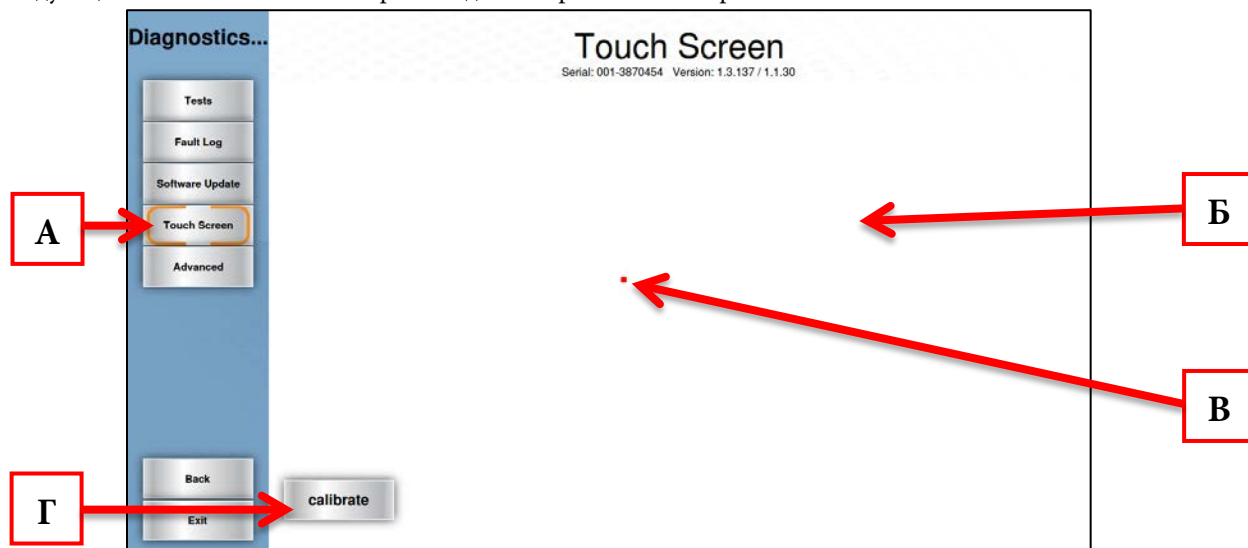 Diagnostics...
Touch Screen
Serial: 001-3870454 Version: 1.3.137 / 1.1.30
Tests
Fault Log
Software Update
Touch Screen
Advanced
А
Б
В
Back
calibrate
Г
Exit